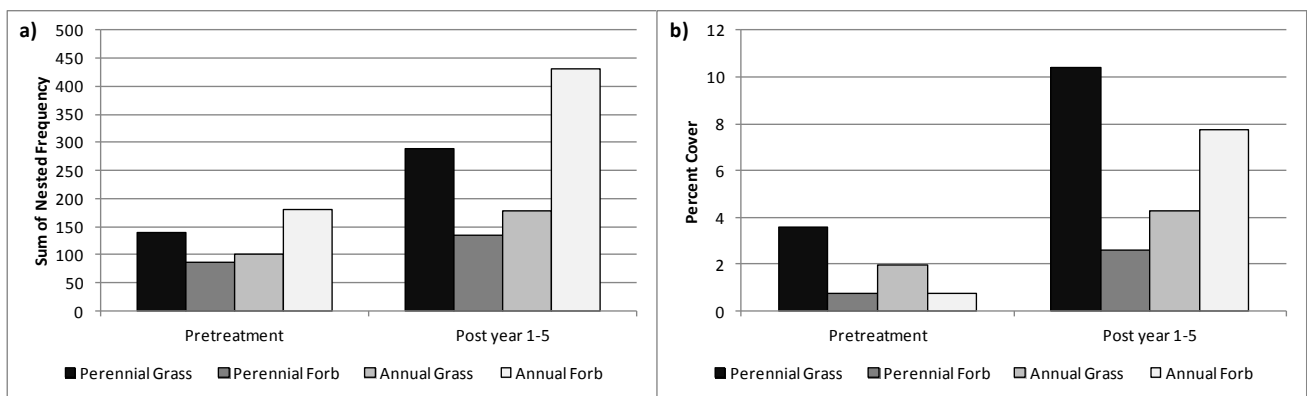 a)
500
450
400
350
300
250
200
150
100
50
0
Sum of Nested Frequency
Pretreatment Post year 1-5
Perennial Grass Perennial Forb Annual Grass Annual Forb
b)
12
10
8
6
4
2
0
Percent Cover
Pretreatment Post year 1-5
Perennial Grass Perennial Forb Annual Grass Annual Forb